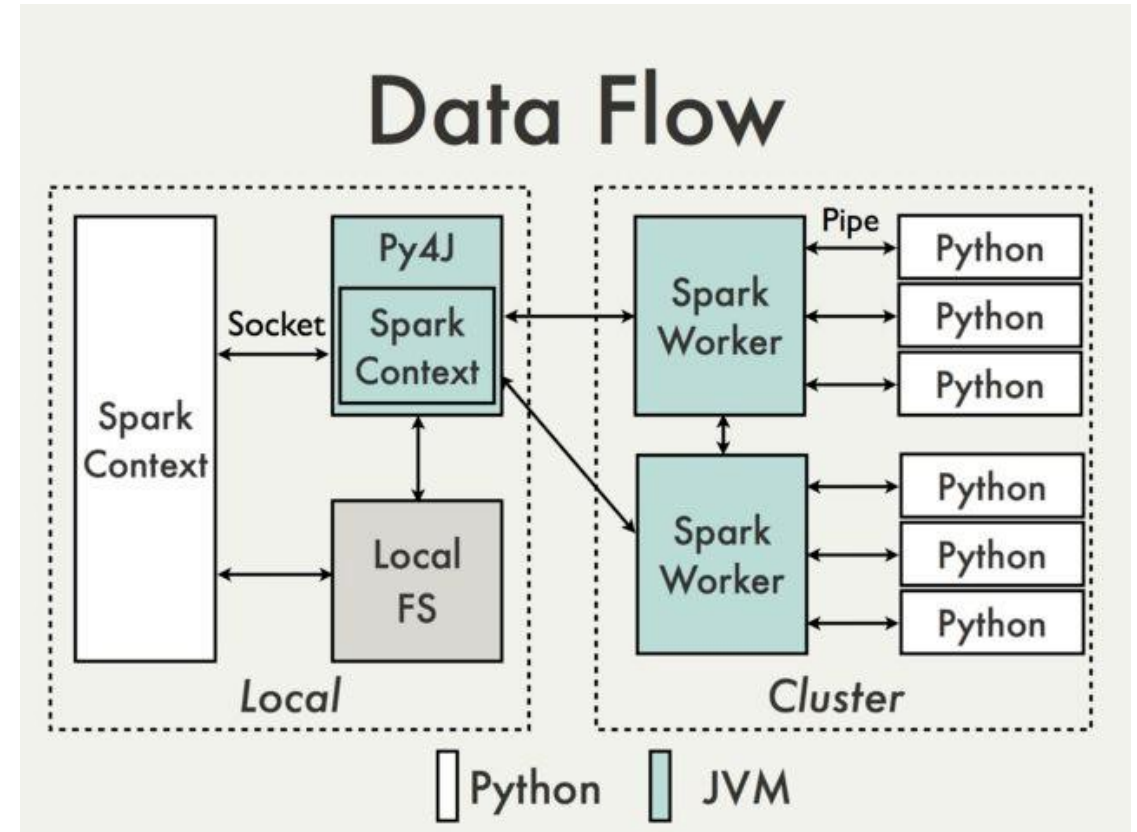 Data Flow
Spark
Context
Socket
Py4J
Spark
Context
Local
FS
Local
Spark
Worker
Pipe
Python
Python
Python
Spark
Worker
Python
Python
Python
Cluster
Python
JVM